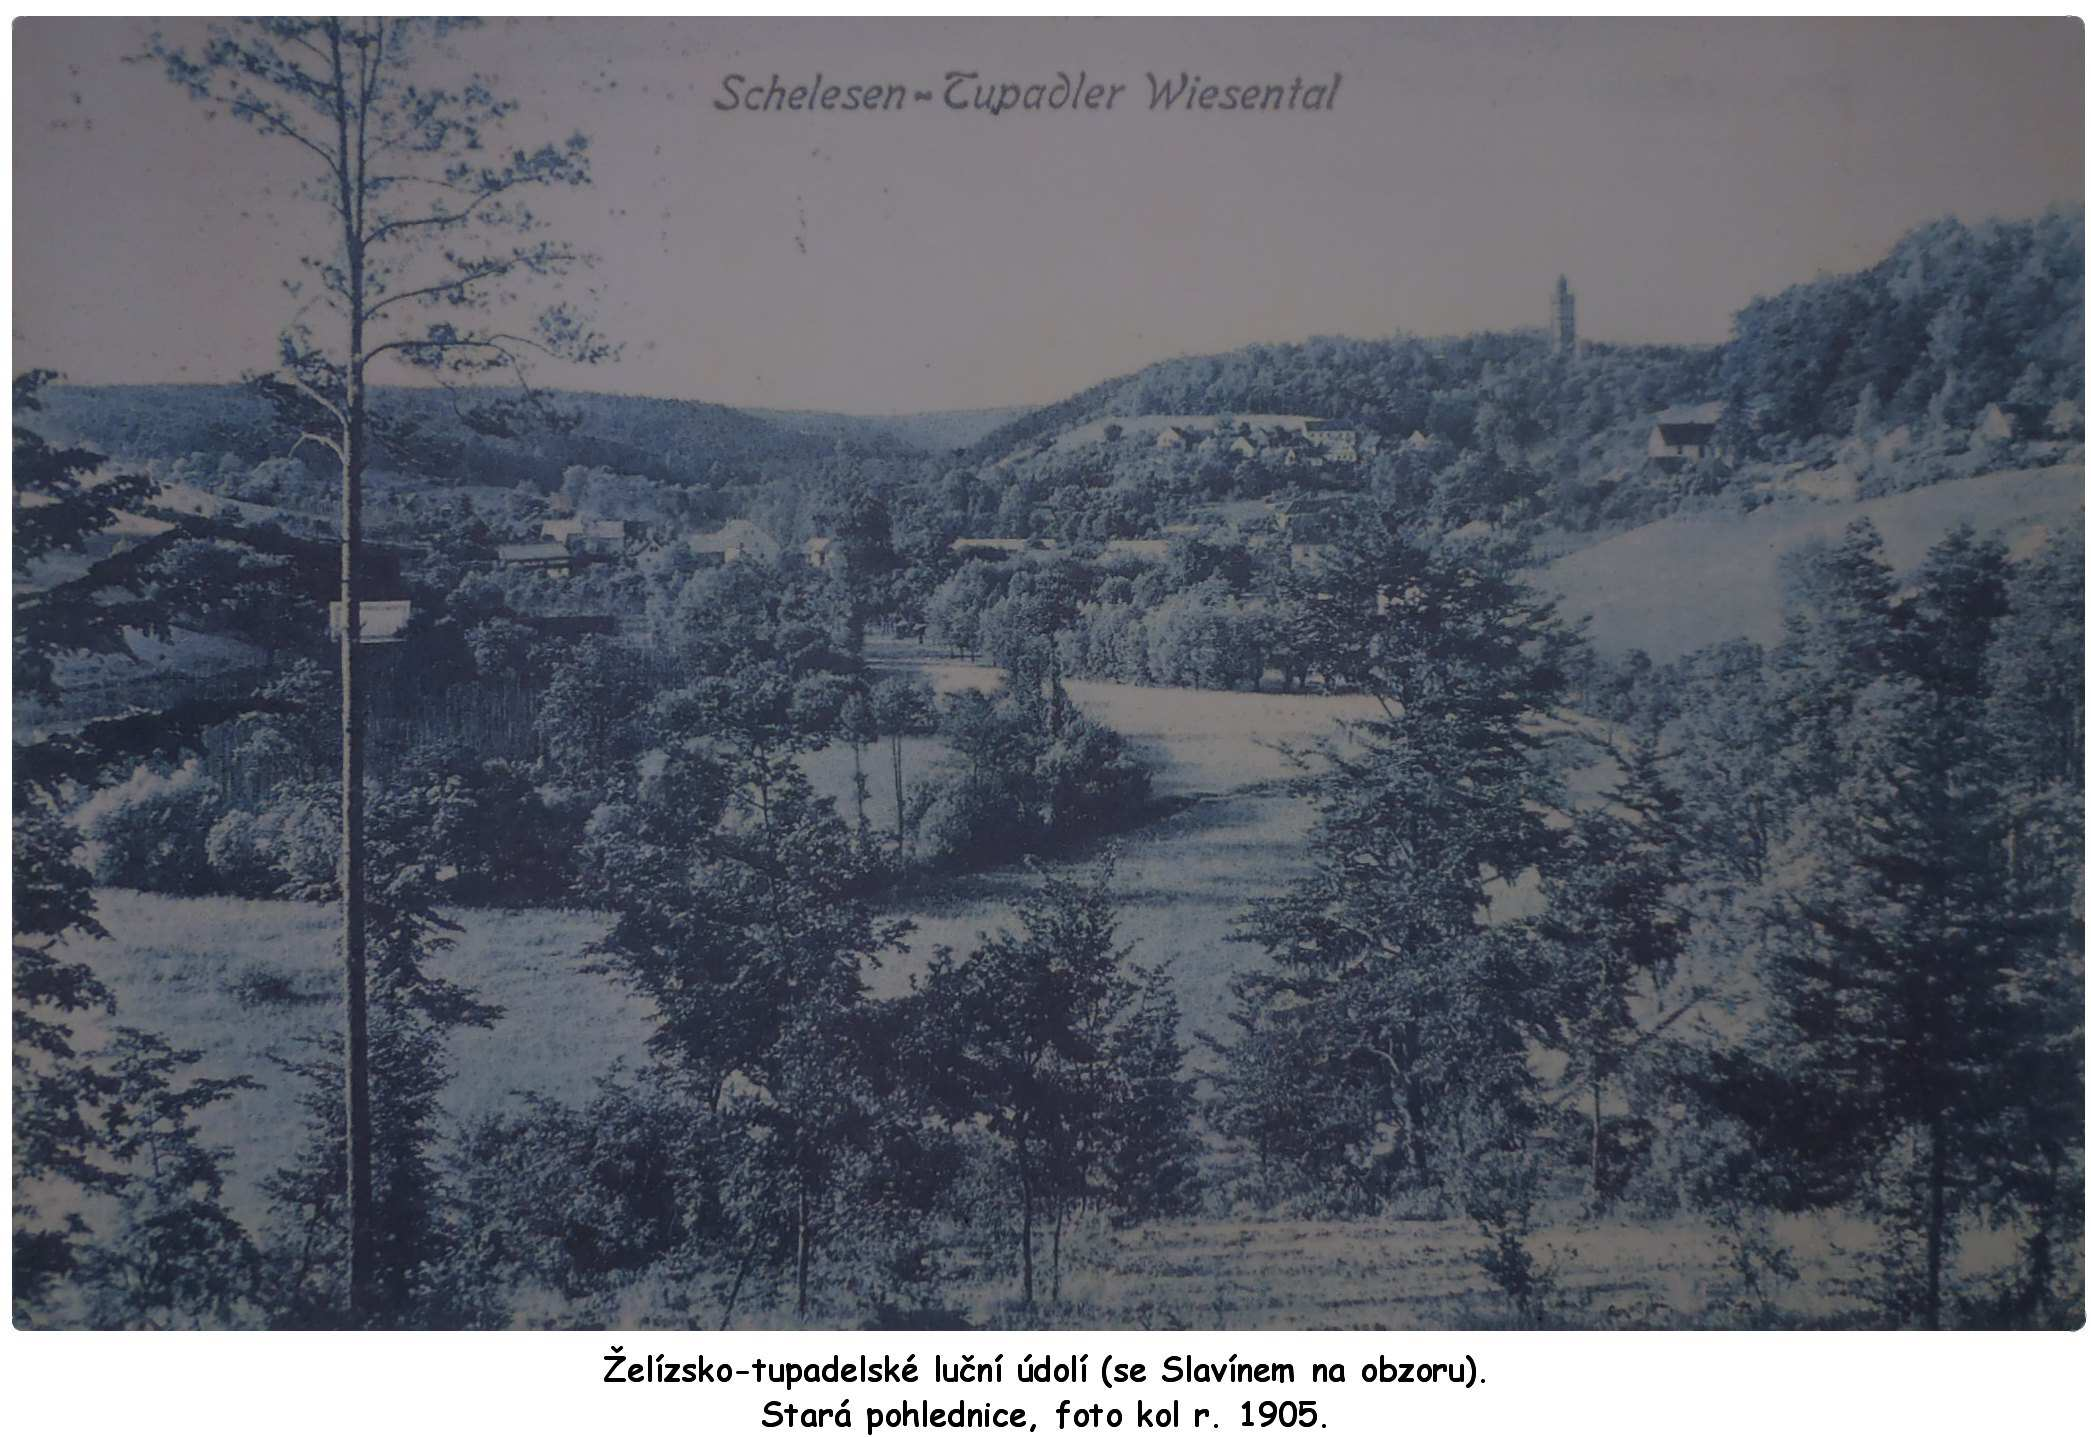 Schelesen-Tupadler Wiesental
Želízsko-tupadelské luční údolí (se Slavínem na obzoru).
Stará pohlednice, foto kol r. 1905.